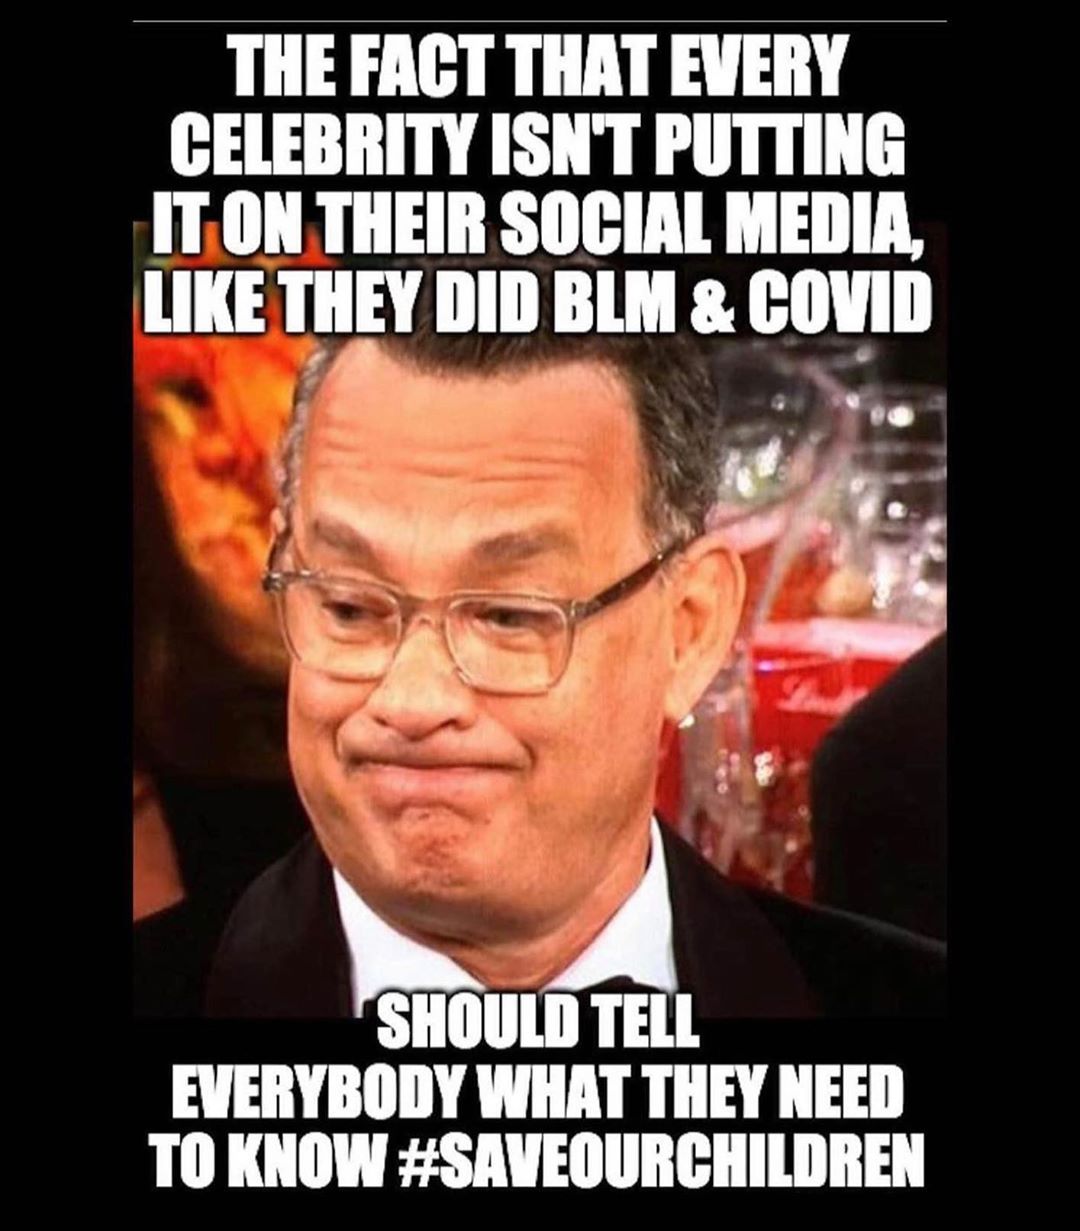 THE FACT THAT EVERY
CELEBRITY ISN'T PUTTING
IT ON THEIR SOCIAL MEDIA,
LIKE THEY DID BLM & COVID
SHOULD TELL
EVERYBODY WHAT THEY NEED
TO KNOW #SAVEOURCHILDREN